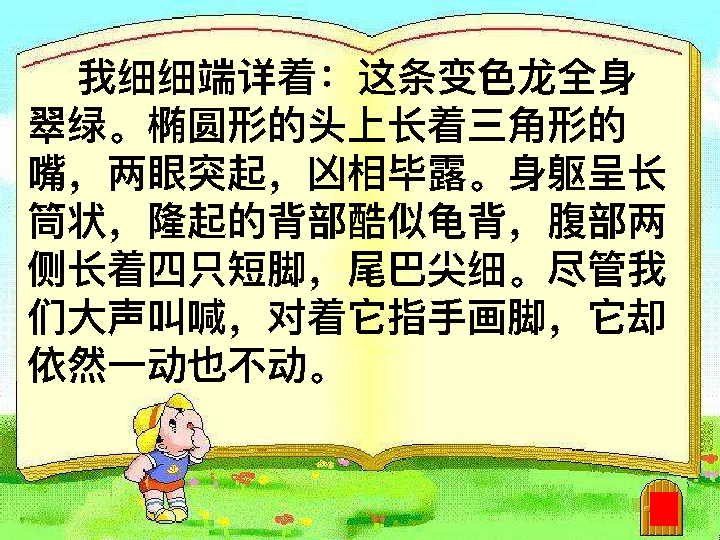 我细细端详着：这条变色龙全身
翠绿。椭圆形的头上长着三角形的
嘴，两眼突起，凶相毕露。身躯呈长
筒状，隆起的背部酷似龟背，腹部两
侧长着四只短脚，尾巴尖细。尽管我
们大声叫喊，对着它指手画脚，它却
依然一动也不动。